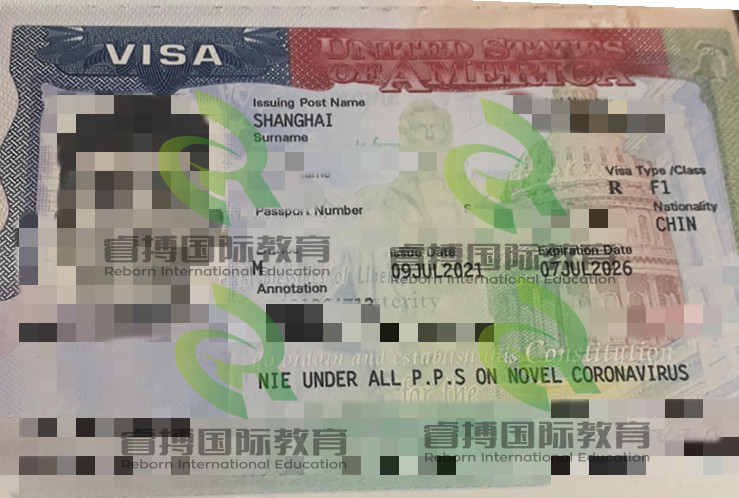 VISA
UNITED STATES
OF AMERICA
Issuing Post Name
SHANGHAI
Surname
Visa Type /Class
R F1
Passport Number
Nationality
CHIN
睿搏国际教育
Reborn International Education
睿搏国际教育
Reborn International Education
M
Issue Date
09JUL2021
Expiration Date
07JUL2026
Annotation
Constitution
NIE UNDER ALL P.P.S ON NOVEL CORONAVIRUS
for the
睿搏国际教育
Reborn International Education
睿搏国际教育
Reborn International Education